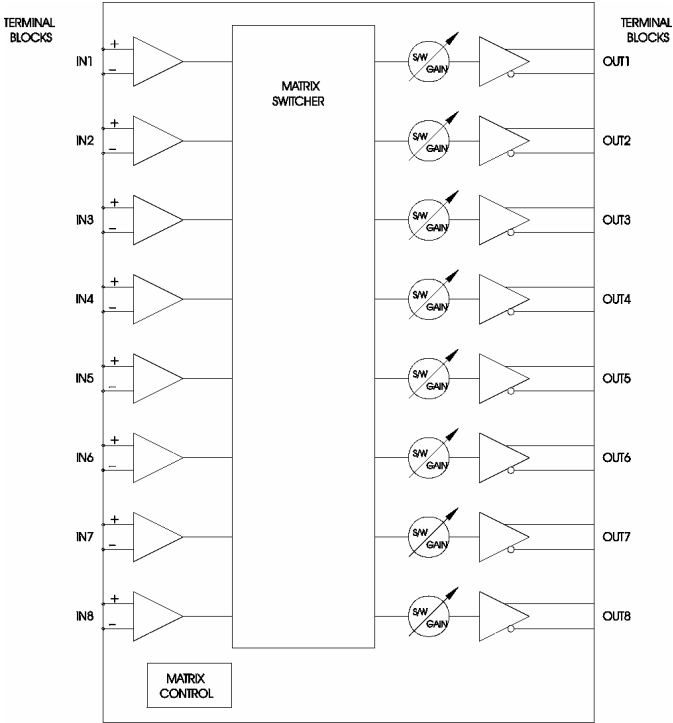 TERMINAL
BLOCKS
TERMINAL
BLOCKS
MATRIX
SWITCHER
IN1
+
−
S/W
GAIN
OUT1
IN2
+
−
S/W
GAIN
OUT2
IN3
+
−
S/W
GAIN
OUT3
IN4
+
−
S/W
GAIN
OUT4
IN5
+
−
S/W
GAIN
OUT5
IN6
+
−
S/W
GAIN
OUT6
IN7
+
−
S/W
GAIN
OUT7
IN8
+
−
S/W
GAIN
OUT8
MATRIX
CONTROL